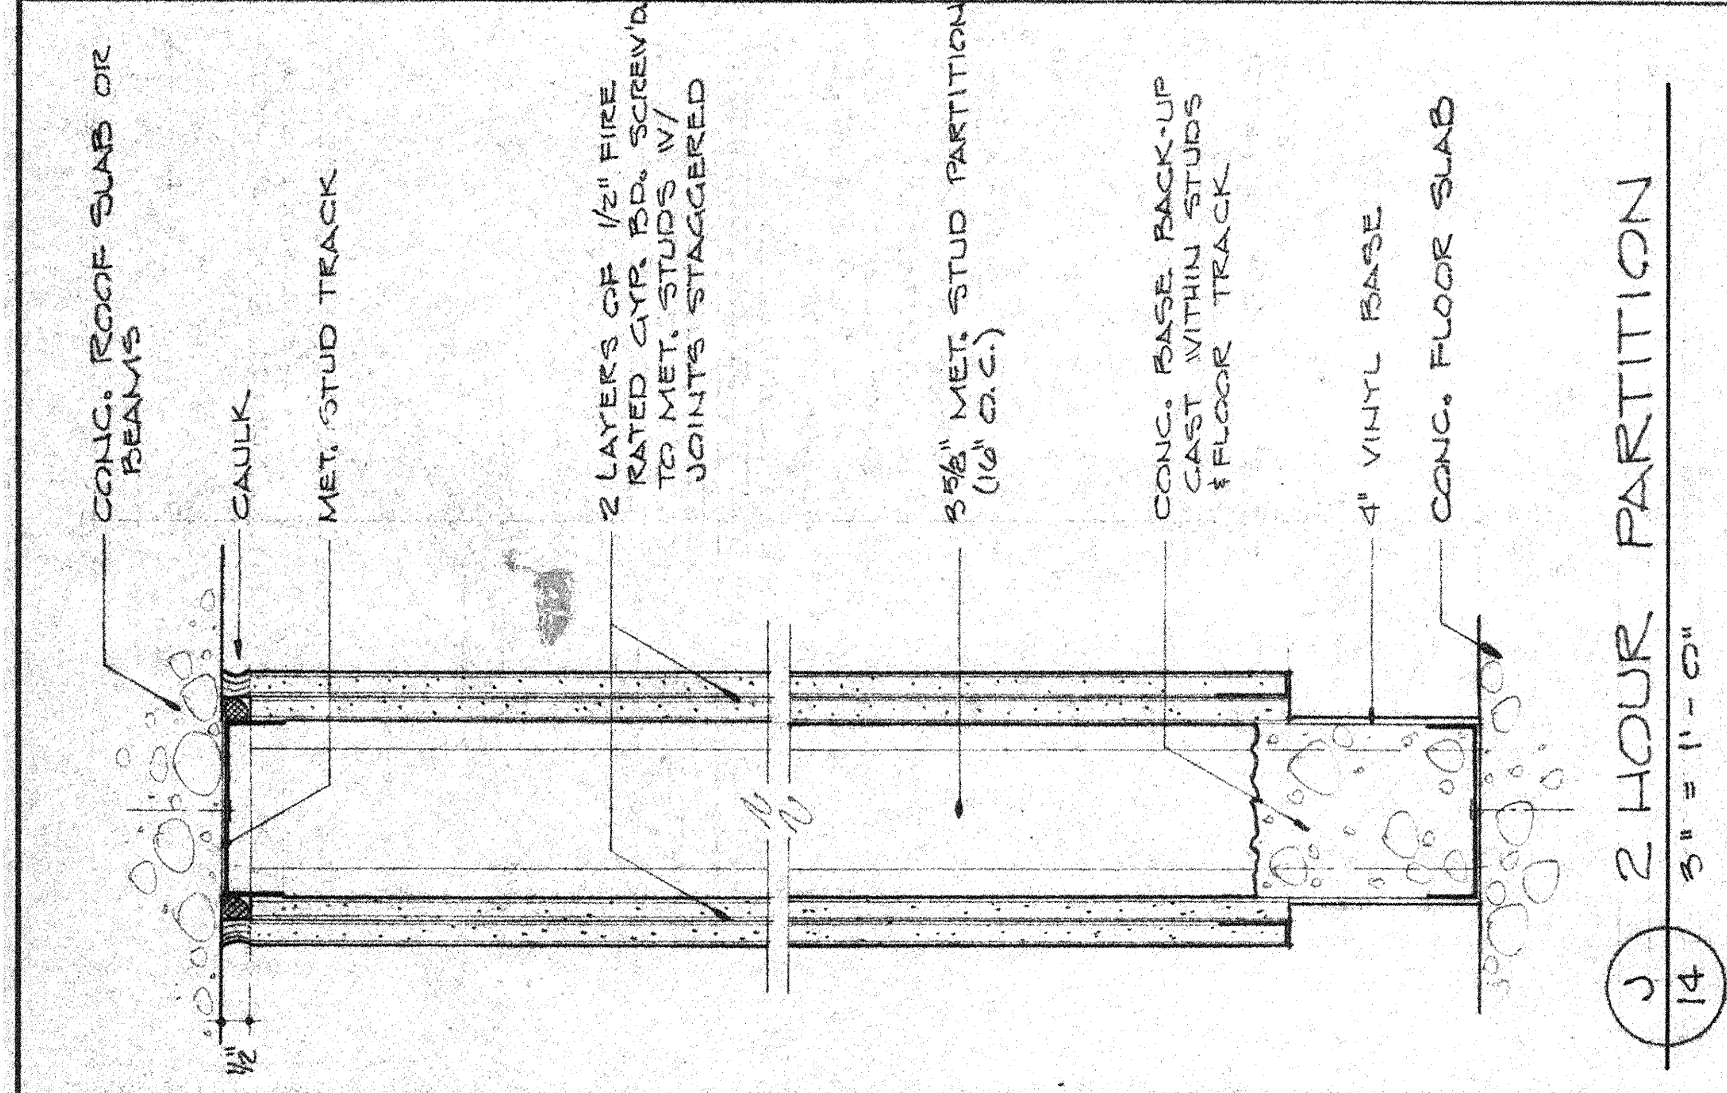 CONC. ROOF SLAB OR
BEAMS
CAULK
MET. STUD TRACK
2 LAYERS OF 1/2" FIRE
RATED GYP. BD. SCREW'D
TO MET. STUDS W/
JOINTS STAGGERED
3 5/8" MET. STUD PARTITION
(16" O.C.)
CONC. BASE BACK-UP
CAST WITHIN STUDS
& FLOOR TRACK
4" VINYL BASE
CONC. FLOOR SLAB
1/2"
J
14
2 HOUR PARTITION
3" = 1'-0"